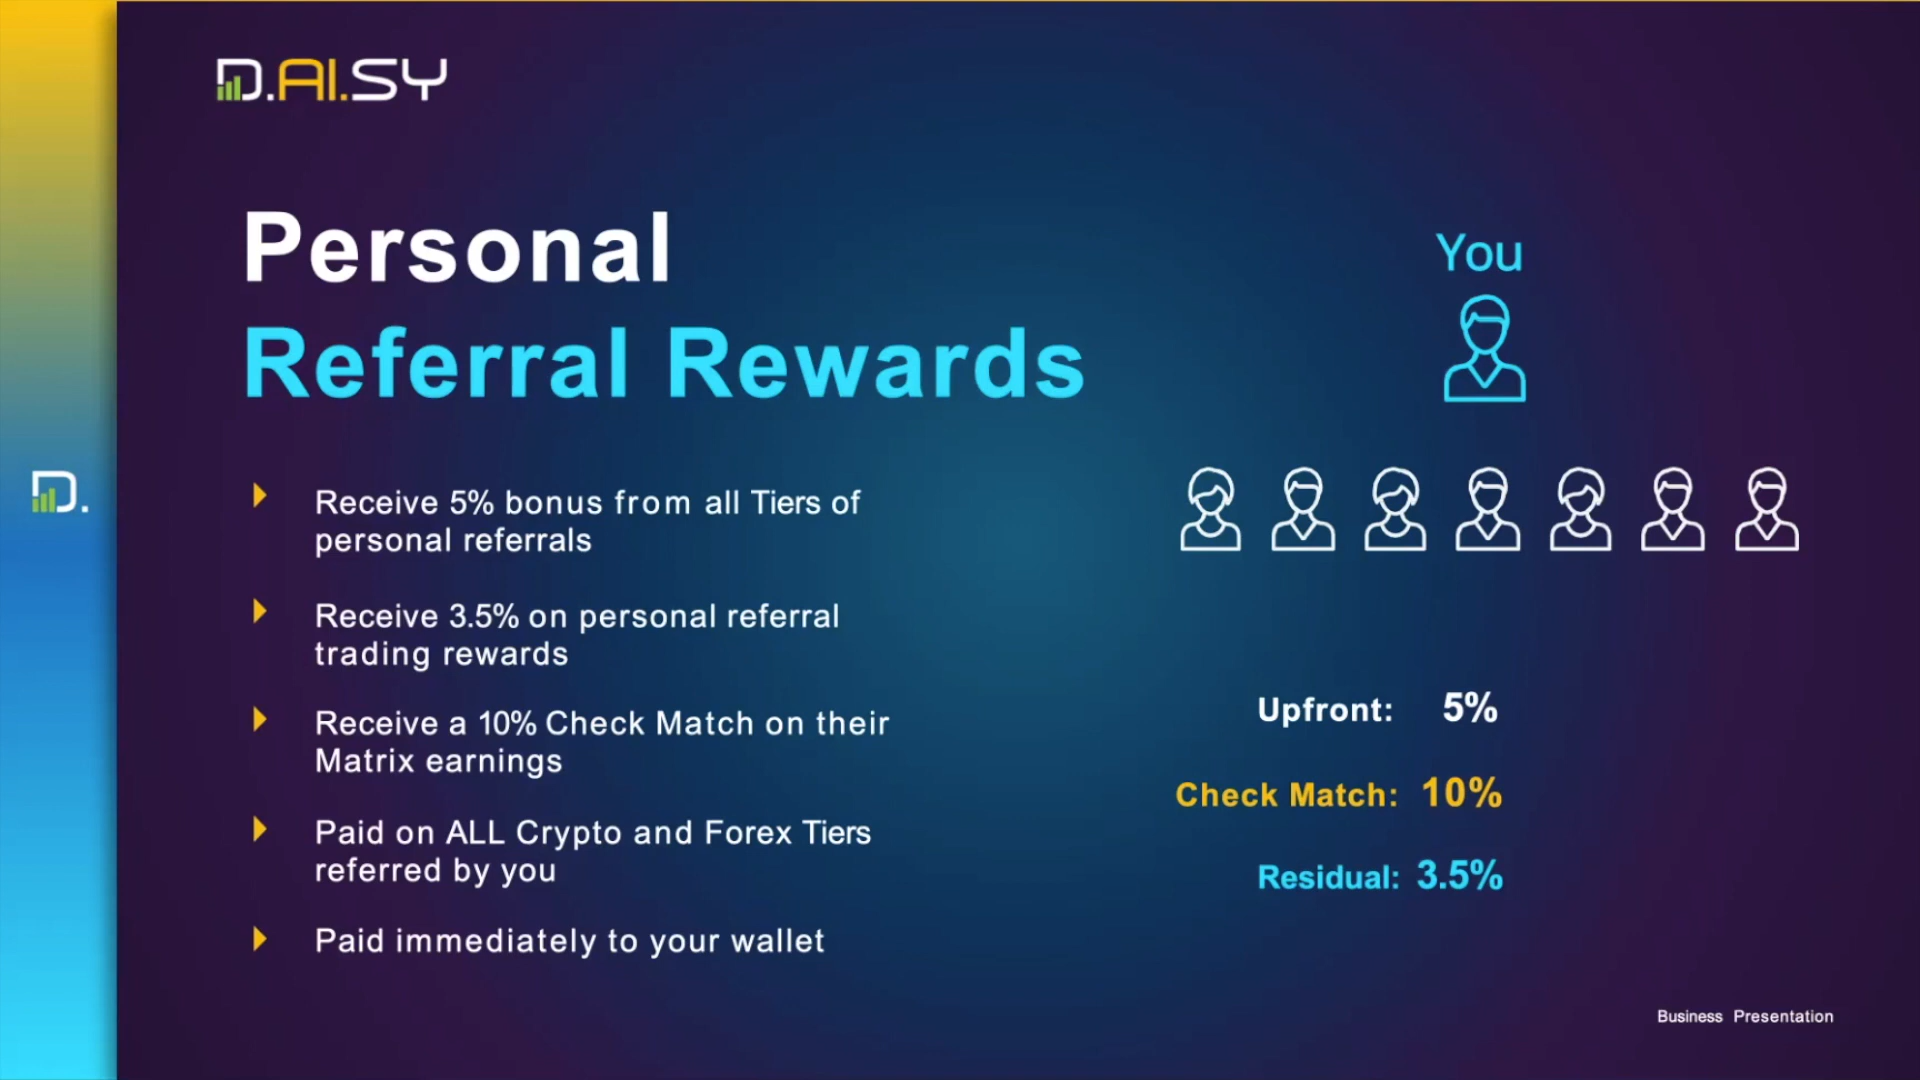 D.AI.SY
Personal
Referral Rewards
You
D.
Receive 5% bonus from all Tiers of
personal referrals
Receive 3.5% on personal referral
trading rewards
Receive a 10% Check Match on their
Matrix earnings
Paid on ALL Crypto and Forex Tiers
referred by you
Paid immediately to your wallet
Upfront: 5%
Check Match: 10%
Residual: 3.5%
Business Presentation